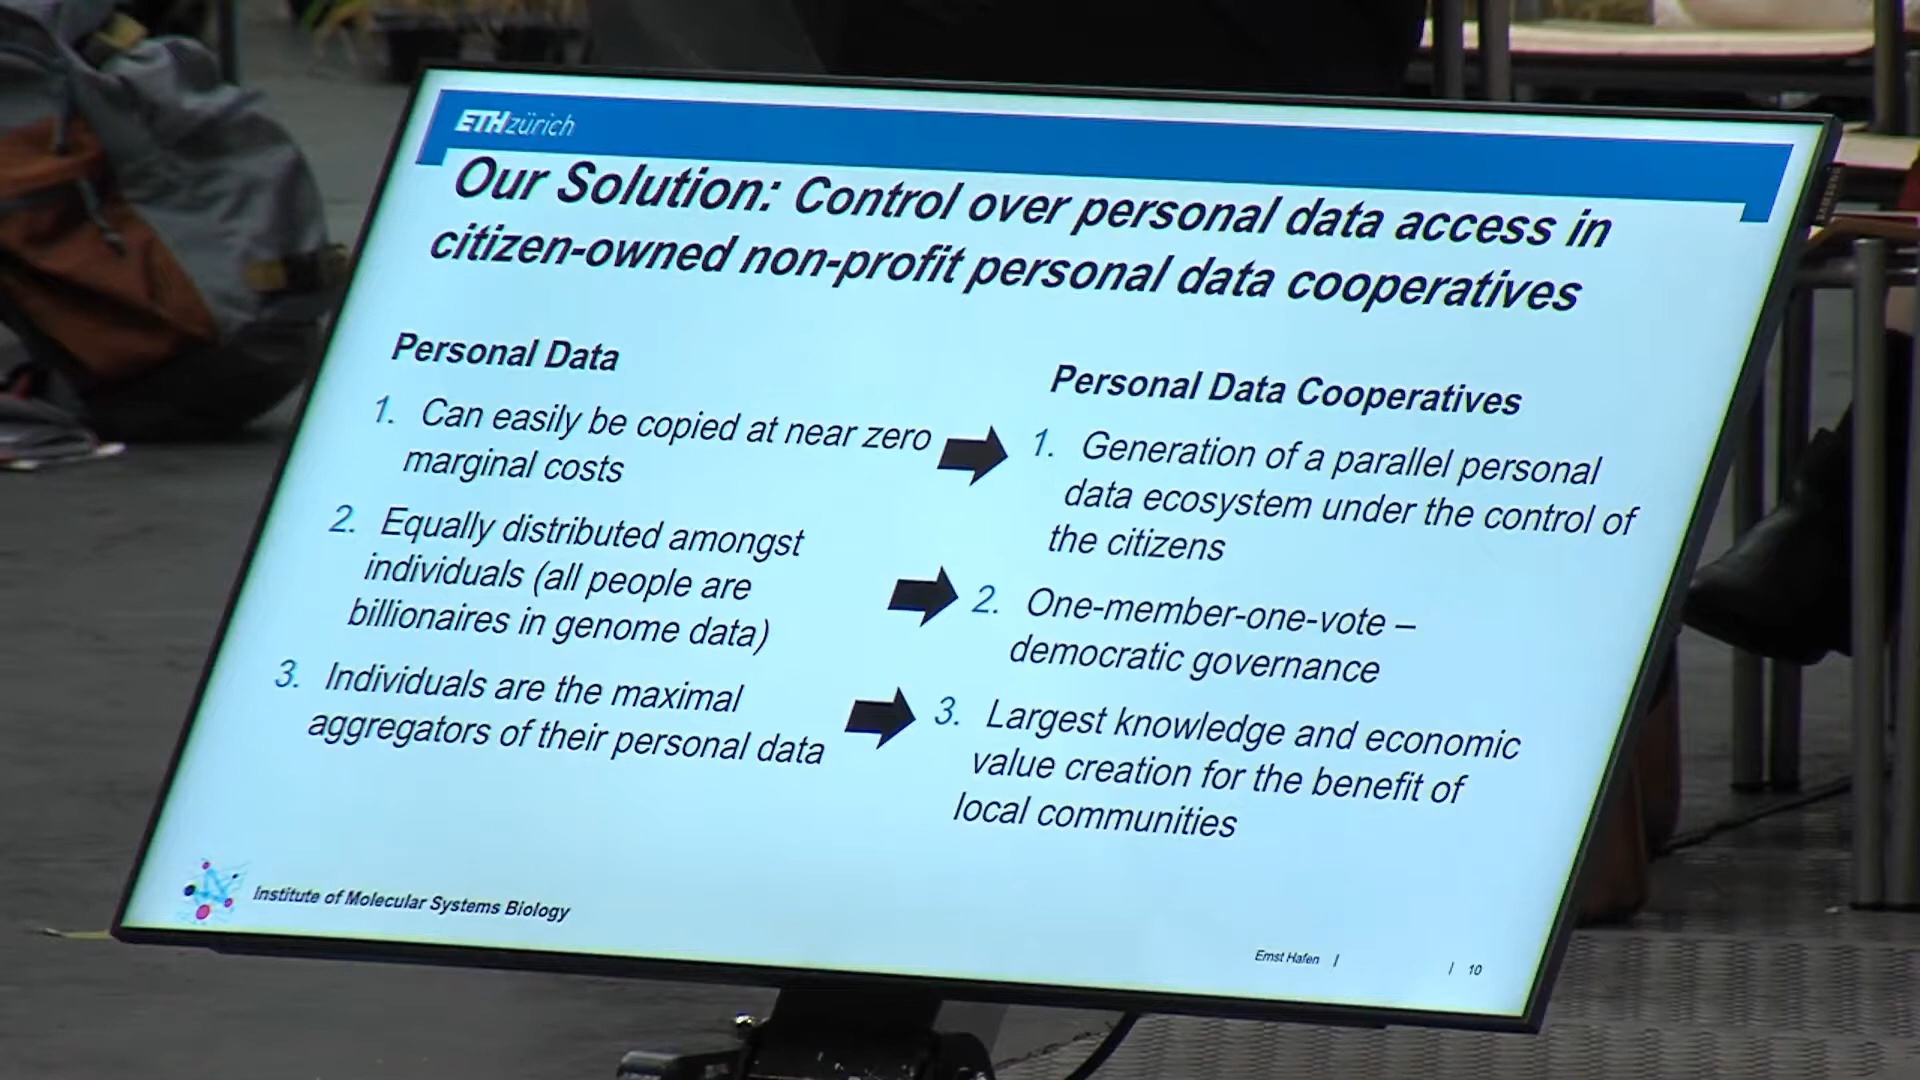 ETHzürich
Our Solution: Control over personal data access in
citizen-owned non-profit personal data cooperatives
Personal Data
1. Can easily be copied at near zero
marginal costs
2. Equally distributed amongst
individuals (all people are
billionaires in genome data)
3. Individuals are the maximal
aggregators of their personal data
Personal Data Cooperatives
1. Generation of a parallel personal
data ecosystem under the control of
the citizens
2. One-member-one-vote –
democratic governance
3. Largest knowledge and economic
value creation for the benefit of
local communities
Institute of Molecular Systems Biology
Ernst Hafen | | 10
SAMSUNG